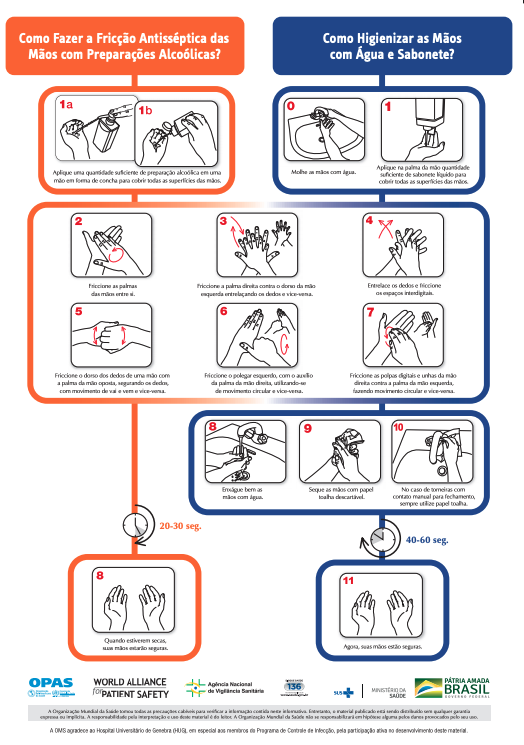 Como Fazer a Fricção Antisséptica das
Mãos com Preparações Alcoólicas?
Como Higienizar as Mãos
com Água e Sabonete?
1a
1b
Aplique uma quantidade suficiente de preparação alcoólica em uma
mão em forma de concha para cobrir todas as superfícies das mãos.
0
Molhe as mãos com água.
1
Aplique na palma da mão quantidade
suficiente de sabonete líquido para
cobrir todas as superfícies das mãos.
2
Friccione as palmas
das mãos entre si.
3
Friccione a palma direita contra o dorso da mão
esquerda entrelaçando os dedos e vice-versa.
4
Entrelace os dedos e friccione
os espaços interdigitais.
5
Friccione o dorso dos dedos de uma mão com
a palma da mão oposta, segurando os dedos,
com movimento de vai e vem e vice-versa.
6
Friccione o polegar esquerdo, com o auxílio
da palma da mão direita, utilizando-se
de movimento circular e vice-versa.
7
Friccione as polpas digitais e unhas da mão
direita contra a palma da mão esquerda,
fazendo movimento circular e vice-versa.
8
Enxágue bem as
mãos com água.
9
Seque as mãos com papel
toalha descartável.
10
No caso de torneiras com
contato manual para fechamento,
sempre utilize papel toalha.
20-30 seg.
40-60 seg.
8
Quando estiverem secas,
suas mãos estarão seguras.
11
Agora, suas mãos estão seguras.
OPAS
WORLD ALLIANCE
for PATIENT SAFETY
Agência Nacional
de Vigilância Sanitária
136
SUS
MINISTÉRIO DA
SAÚDE
PÁTRIA AMADA
BRASIL
GOVERNO FEDERAL
A Organização Mundial da Saúde tomou todas as precauções cabíveis para verificar a informação contida neste informativo. Entretanto, o material publicado está sendo distribuído sem qualquer garantia
expressa ou implícita. A responsabilidade pela interpretação e uso deste material é do leitor. A Organização Mundial da Saúde não se responsabilizará em hipótese alguma pelos danos provocados pelo seu uso.
A OMS agradece ao Hospital Universitário de Genebra (HUG), em especial aos membros do Programa de Controle de Infecção, pela participação ativa no desenvolvimento deste material.